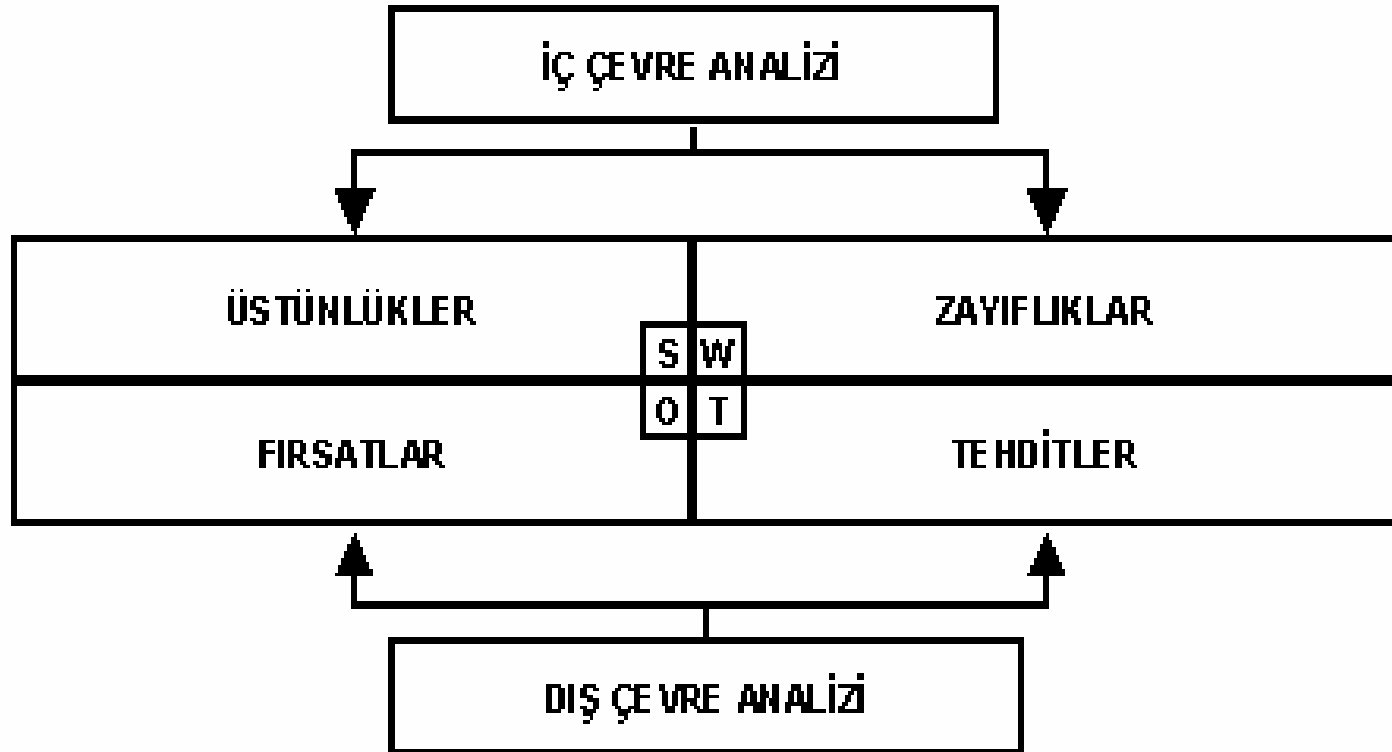 İÇ ÇEVRE ANALİZİ
ÜSTÜNLÜKLER
ZAYIFLIKLAR
S W
O T
FIRSATLAR
TEHDİTLER
DIŞ ÇEVRE ANALİZİ